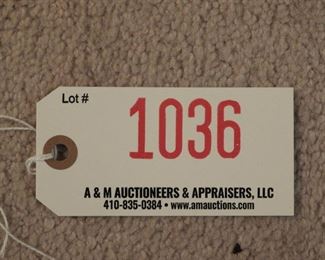 Lot #
1036
A & M AUCTIONEERS & APPRAISERS, LLC
410-835-0384 • www.amauctions.com